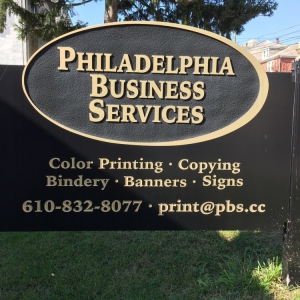 PHILADELPHIA
BUSINESS
SERVICES
Color Printing · Copying
Bindery · Banners · Signs
610-832-8077 · print@pbs.cc